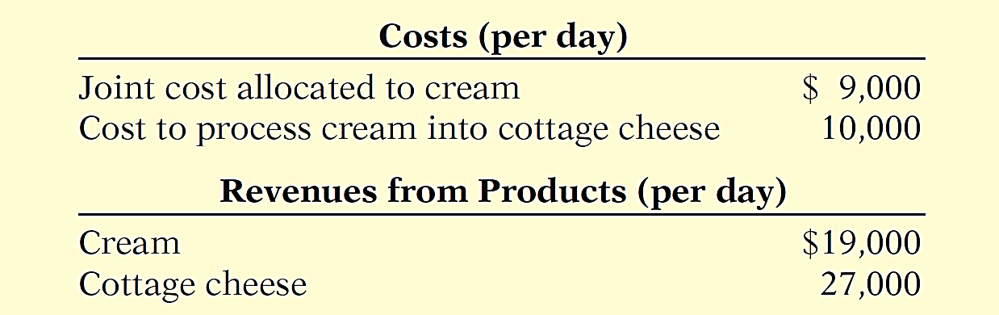 Costs (per day)
Joint cost allocated to cream $ 9,000
Cost to process cream into cottage cheese 10,000
Revenues from Products (per day)
Cream $19,000
Cottage cheese 27,000